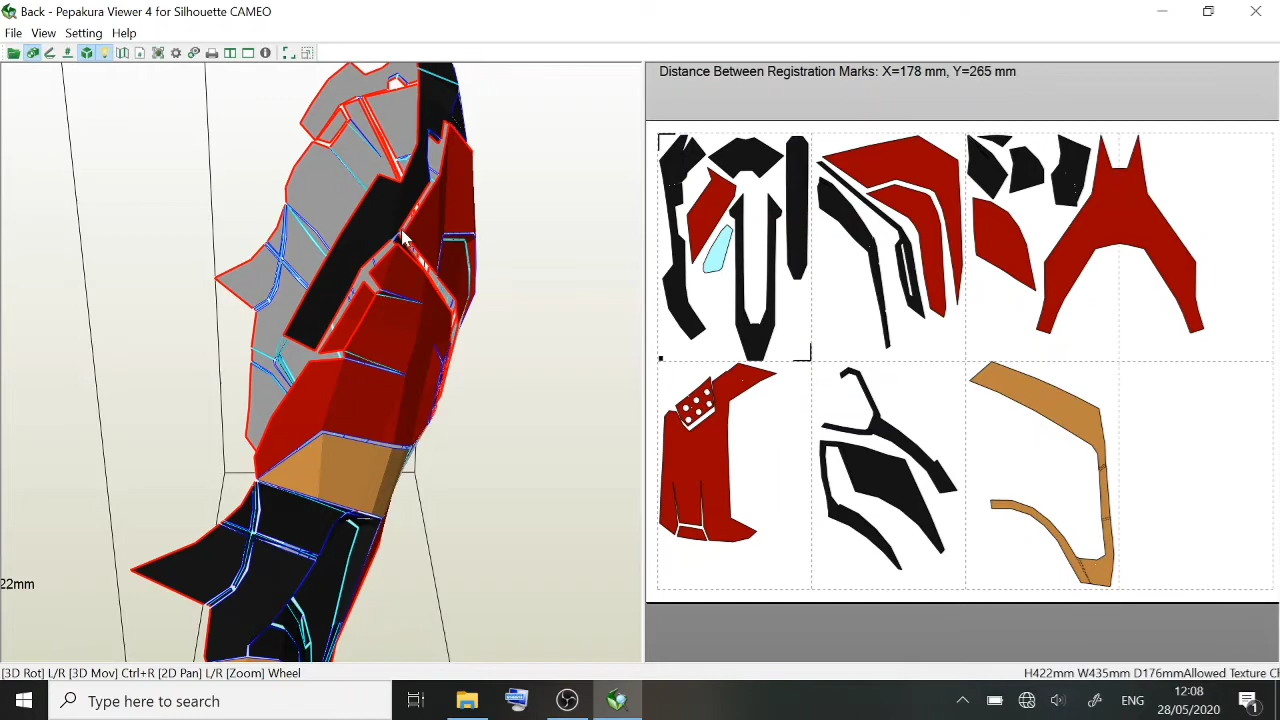 Back - Pepakura Viewer 4 for Silhouette CAMEO
File View Setting Help
Distance Between Registration Marks: X=178 mm, Y=265 mm
22mm
[3D Rot] L/R [3D Mov] Ctrl+R [2D Pan] L/R [Zoom] Wheel
H422mm W435mm D176mmAllowed Texture Cl
Type here to search
ENG
12:08
28/05/2020
1